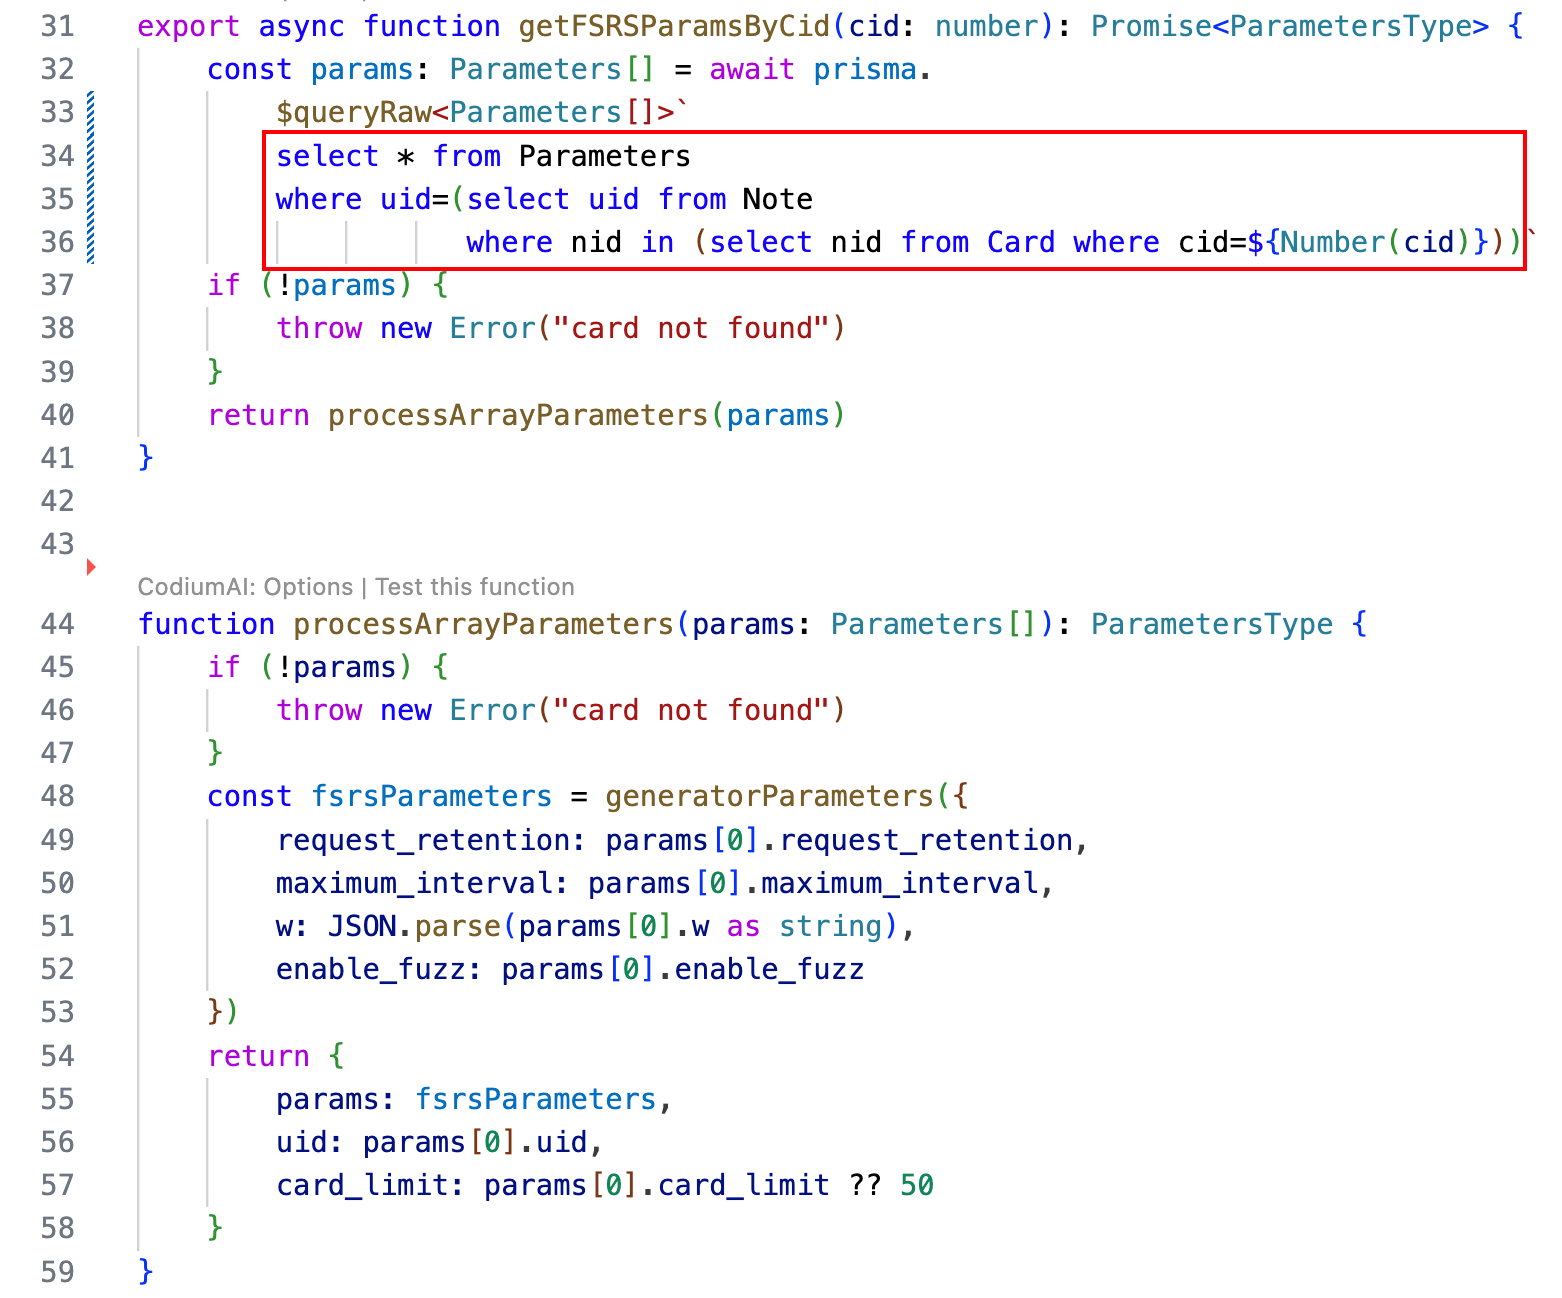 31 export async function getFSRSParamsByCid(cid: number): Promise<ParametersType> {
32 const params: Parameters[] = await prisma.
33 $queryRaw<Parameters[]>`
34 select * from Parameters
35 where uid=(select uid from Note
36 where nid in (select nid from Card where cid=${Number(cid)}))`
37 if (!params) {
38 throw new Error("card not found")
39 }
40 return processArrayParameters(params)
41 }
42
43
CodiumAI: Options | Test this function
44 function processArrayParameters(params: Parameters[]): ParametersType {
45 if (!params) {
46 throw new Error("card not found")
47 }
48 const fsrsParameters = generatorParameters({
49 request_retention: params[0].request_retention,
50 maximum_interval: params[0].maximum_interval,
51 w: JSON.parse(params[0].w as string),
52 enable_fuzz: params[0].enable_fuzz
53 })
54 return {
55 params: fsrsParameters,
56 uid: params[0].uid,
57 card_limit: params[0].card_limit ?? 50
58 }
59 }